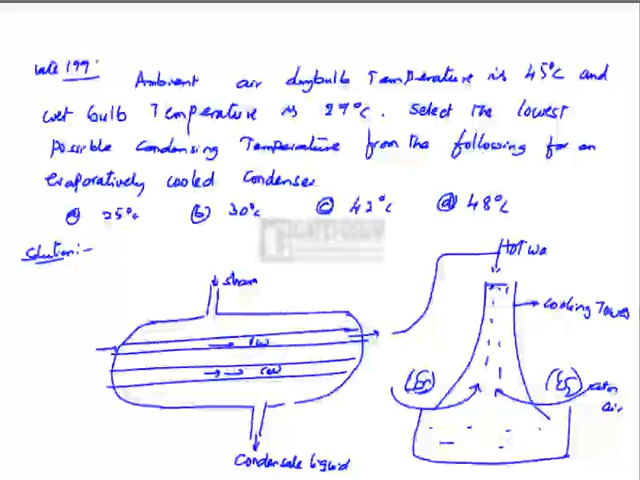 199
Ambient air drybulb Temperature is 45°C and
wet bulb Temperature is 27°C. Select the lowest
possible condensing Temperature from the following for an
evaporatively cooled condenser
(a) 25°C (b) 30°C (c) 42°C (d) 48°C
Solution:-
Hot wa
steam
Cooling Tower
cw
cw
air
Condensate liquid